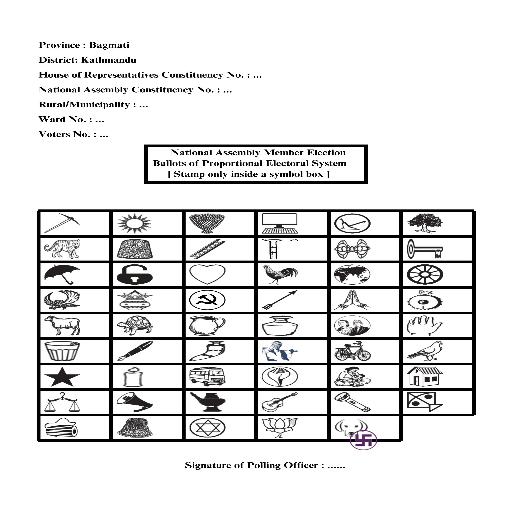 Province : Bagmati
District: Kathmandu
House of Representatives Constituency No. : ...
National Assembly Constituency No. : ...
Rural/Municipality : ...
Ward No. : ...
Voters No. : ...
National Assembly Member Election
Ballots of Proportional Electoral System
[ Stamp only inside a symbol box ]
Signature of Polling Officer : ......